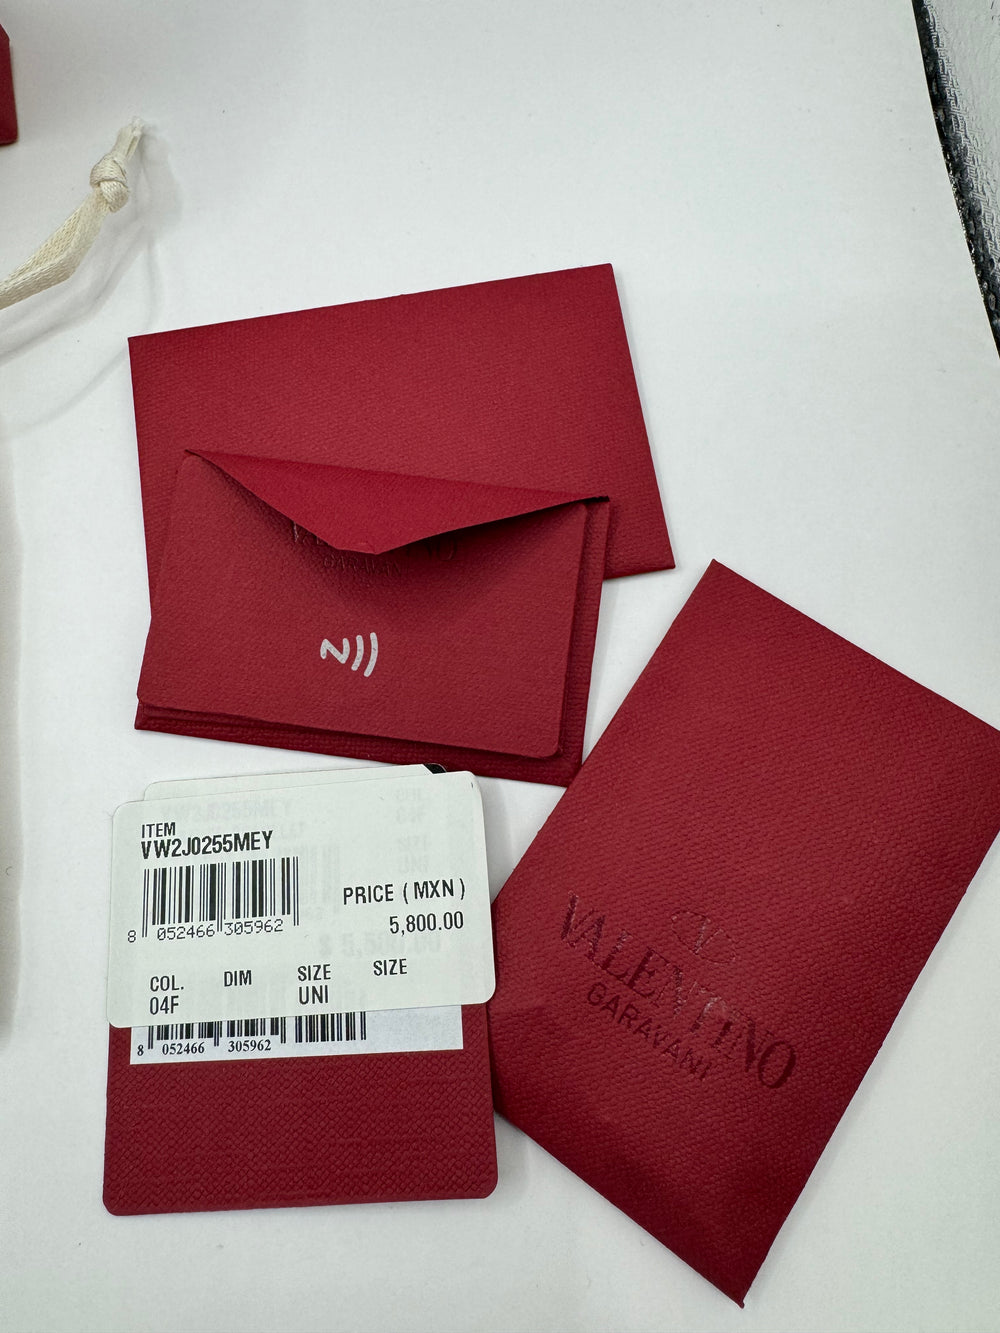 GARAVANI
ITEM
VW2J0255MEY
8 052466 305962
PRICE ( MXN )
5,800.00
COL. DIM SIZE SIZE
04F UNI
8 052466 305962
VALENTINO
GARAVANI